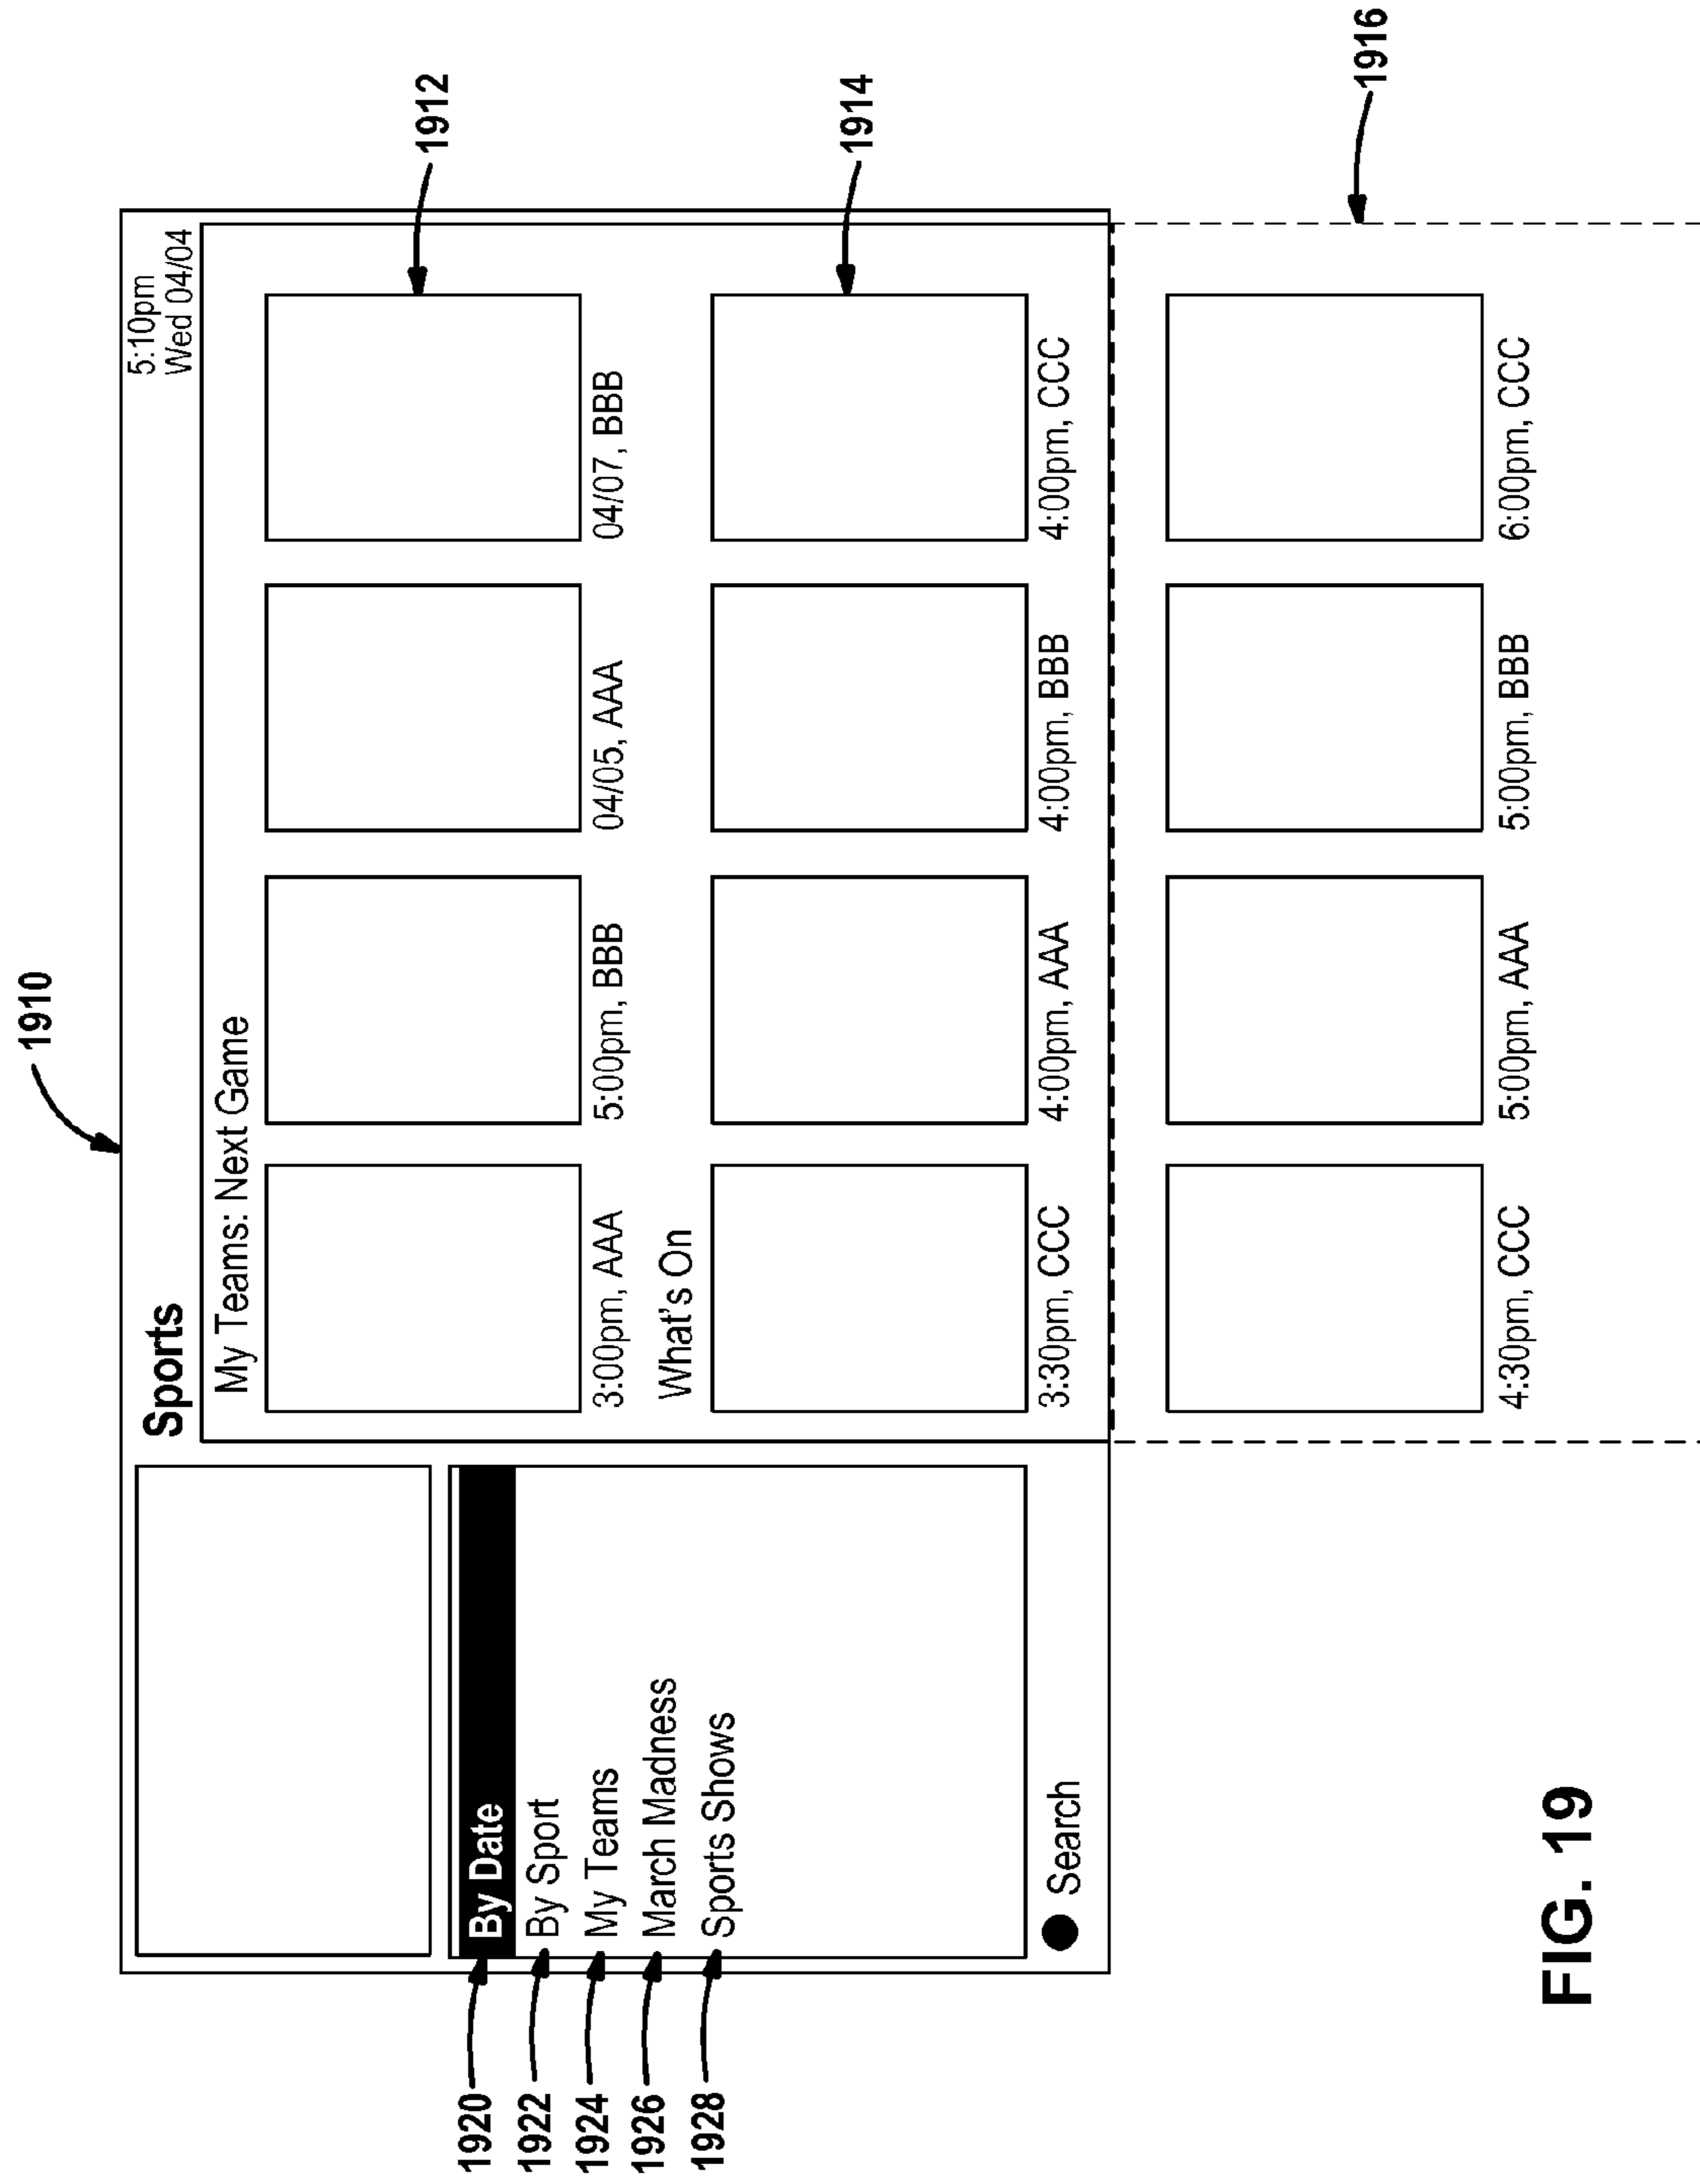 1910
5:10pm
Wed 04/04
Sports
My Teams: Next Game
1912
3:00pm, AAA
5:00pm, BBB
04/05, AAA
04/07, BBB
What's On
1914
3:30pm, CCC
4:00pm, AAA
4:00pm, BBB
4:00pm, CCC
1916
4:30pm, CCC
5:00pm, AAA
5:00pm, BBB
6:00pm, CCC
1920
By Date
1922
By Sport
1924
My Teams
1926
March Madness
1928
Sports Shows
Search
FIG. 19